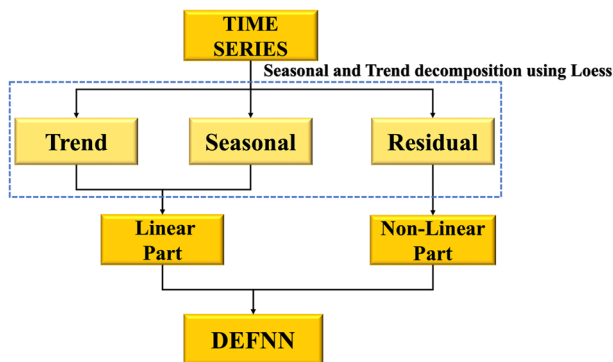 TIME
SERIES
Seasonal and Trend decomposition using Loess
Trend
Seasonal
Residual
Linear
Part
Non-Linear
Part
DEFNN